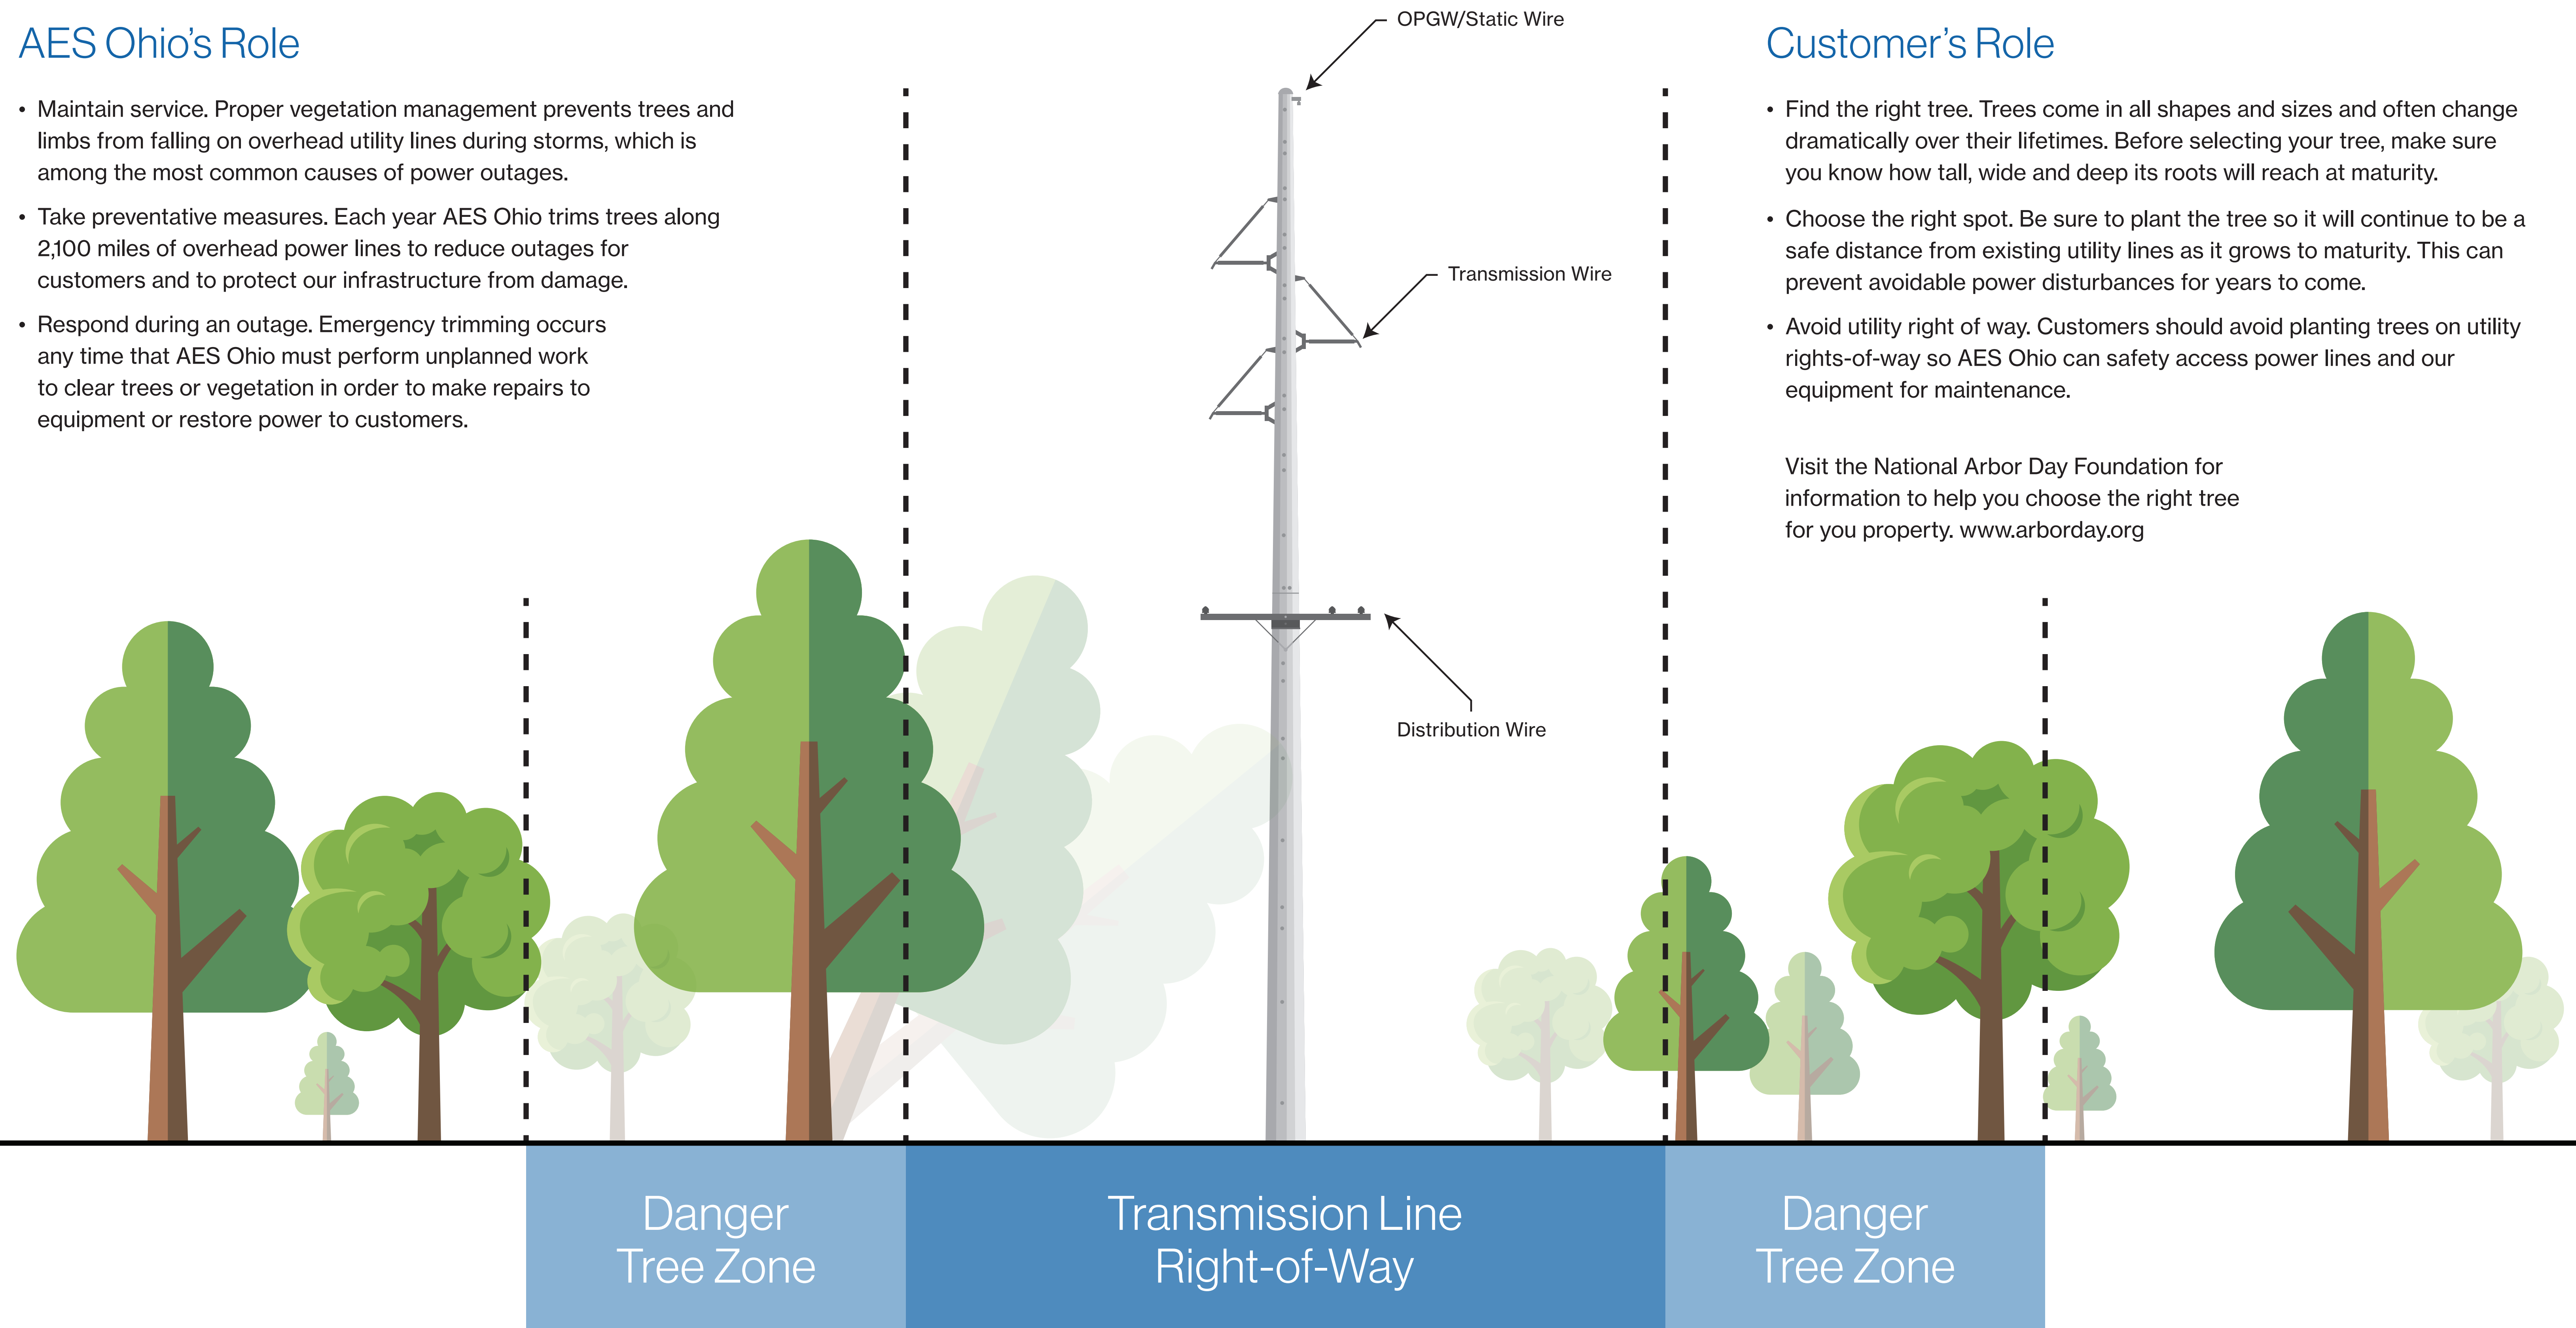 AES Ohio's Role
• Maintain service. Proper vegetation management prevents trees and
limbs from falling on overhead utility lines during storms, which is
among the most common causes of power outages.
• Take preventative measures. Each year AES Ohio trims trees along
2,100 miles of overhead power lines to reduce outages for
customers and to protect our infrastructure from damage.
• Respond during an outage. Emergency trimming occurs
any time that AES Ohio must perform unplanned work
to clear trees or vegetation in order to make repairs to
equipment or restore power to customers.
OPGW/Static Wire
Transmission Wire
Distribution Wire
Customer's Role
• Find the right tree. Trees come in all shapes and sizes and often change
dramatically over their lifetimes. Before selecting your tree, make sure
you know how tall, wide and deep its roots will reach at maturity.
• Choose the right spot. Be sure to plant the tree so it will continue to be a
safe distance from existing utility lines as it grows to maturity. This can
prevent avoidable power disturbances for years to come.
• Avoid utility right of way. Customers should avoid planting trees on utility
rights-of-way so AES Ohio can safety access power lines and our
equipment for maintenance.
Visit the National Arbor Day Foundation for
information to help you choose the right tree
for you property. www.arborday.org
Danger
Tree Zone
Transmission Line
Right-of-Way
Danger
Tree Zone